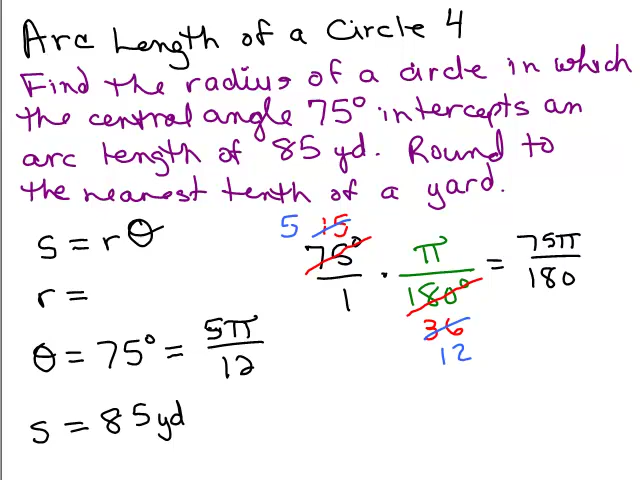 Arc Length of a Circle 4
Find the radius of a circle in which
the central angle 75° intercepts an
arc length of 85 yd. Round to
the nearest tenth of a yard.
s = rθ
r =
θ = 75° = 5π/12
s = 85 yd
5 15
75°/1 · π/180° = 75π/180
36
12